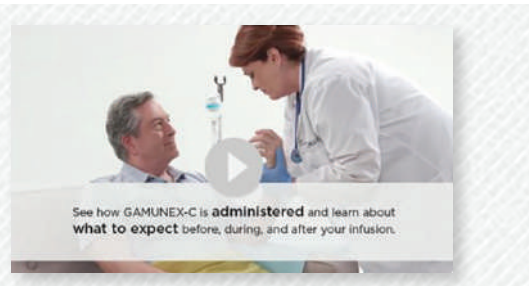 See how GAMUNEX-C is administered and learn about
what to expect before, during, and after your infusion.